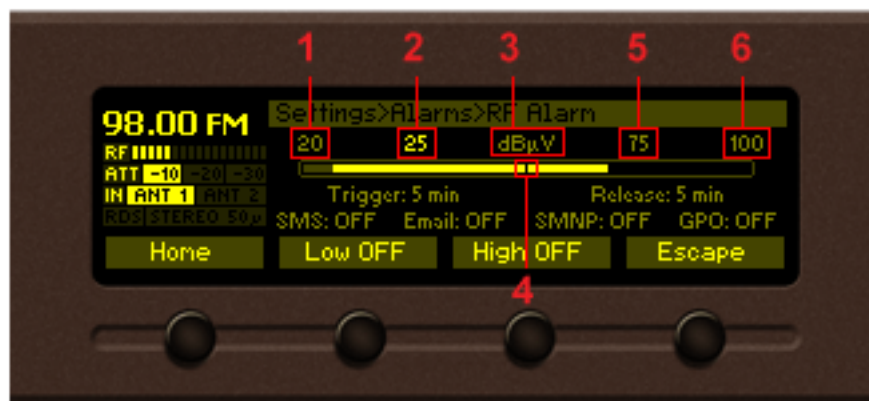 1 2 3 5 6
Settings>Alarms>RF Alarm
98.00 FM
20 25 dBµV 75 100
RF
ATT -10 -20 -30
IN ANT 1 ANT 2
RDS STEREO 50µ
Trigger: 5 min Release: 5 min
SMS: OFF Email: OFF SMNP: OFF GPO: OFF
Home Low OFF High OFF Escape
4